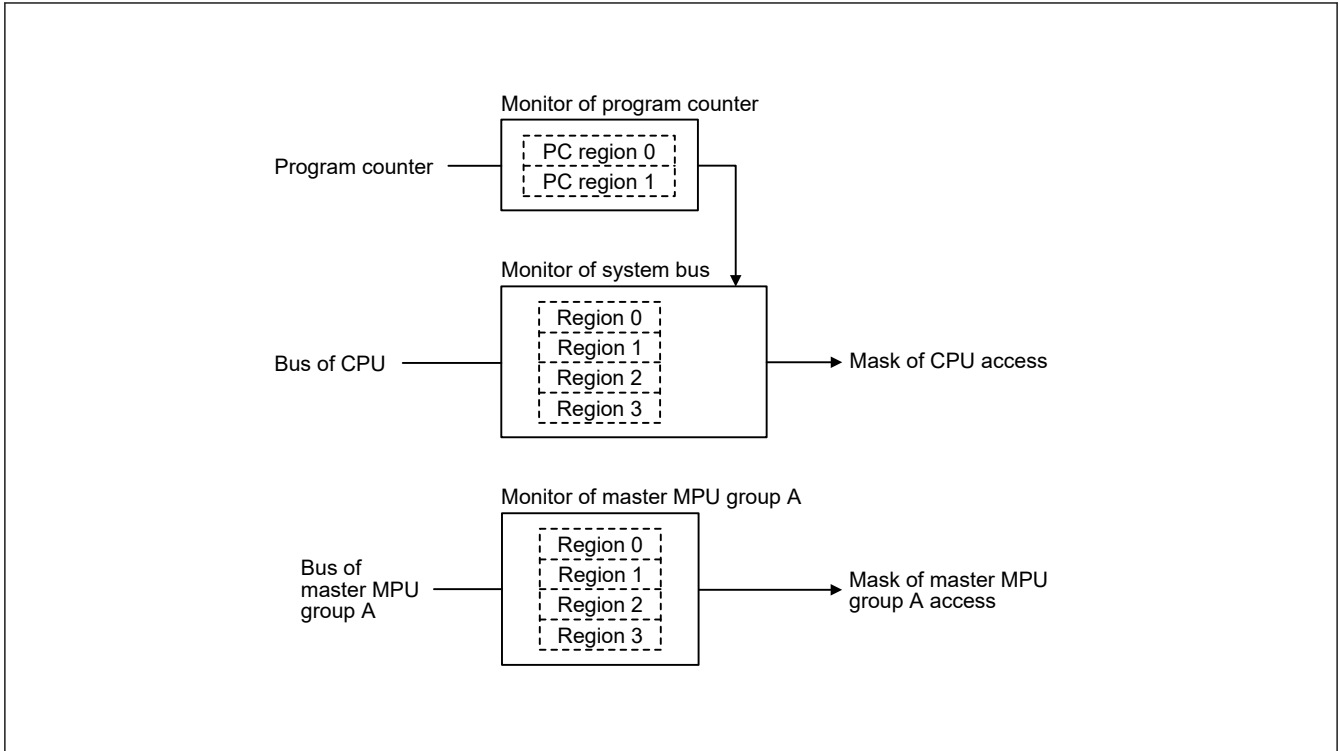 Monitor of program counter
Program counter
PC region 0
PC region 1
Monitor of system bus
Bus of CPU
Region 0
Region 1
Region 2
Region 3
Mask of CPU access
Monitor of master MPU group A
Bus of
master MPU
group A
Region 0
Region 1
Region 2
Region 3
Mask of master MPU
group A access